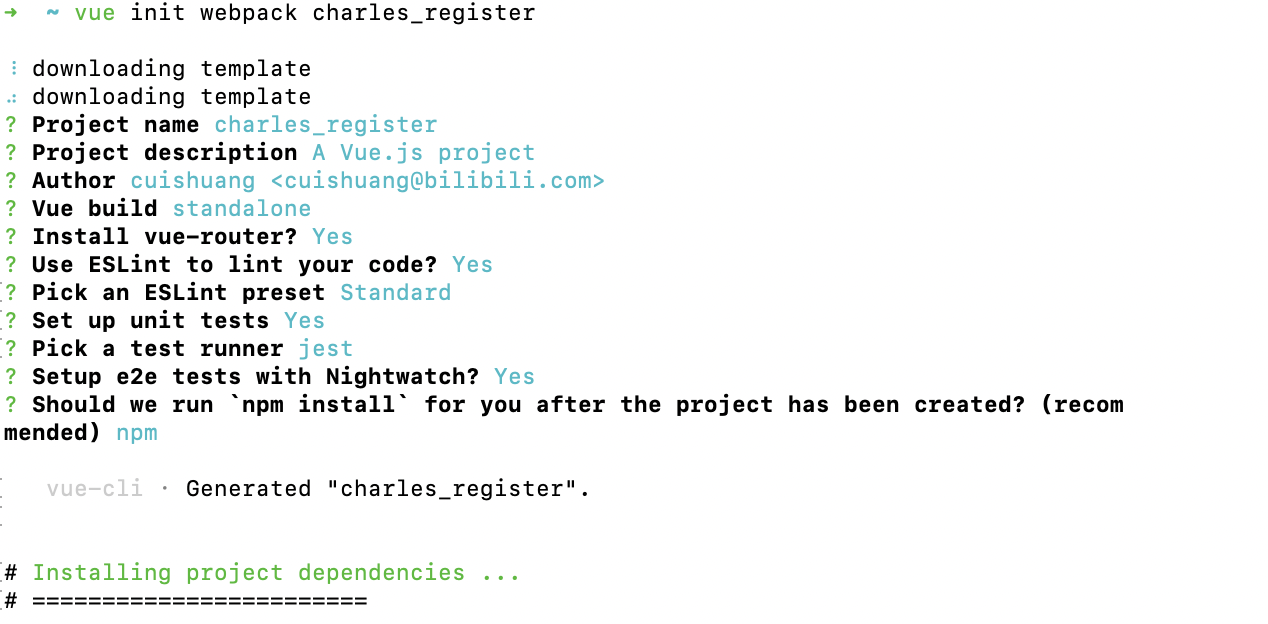 ➜  ~ vue init webpack charles_register
⠸ downloading template
⠴ downloading template
? Project name charles_register
? Project description A Vue.js project
? Author cuishuang <cuishuang@bilibili.com>
? Vue build standalone
? Install vue-router? Yes
? Use ESLint to lint your code? Yes
? Pick an ESLint preset Standard
? Set up unit tests Yes
? Pick a test runner jest
? Setup e2e tests with Nightwatch? Yes
? Should we run `npm install` for you after the project has been created? (recom
mended) npm
vue-cli · Generated "charles_register".
# Installing project dependencies ...
# ========================